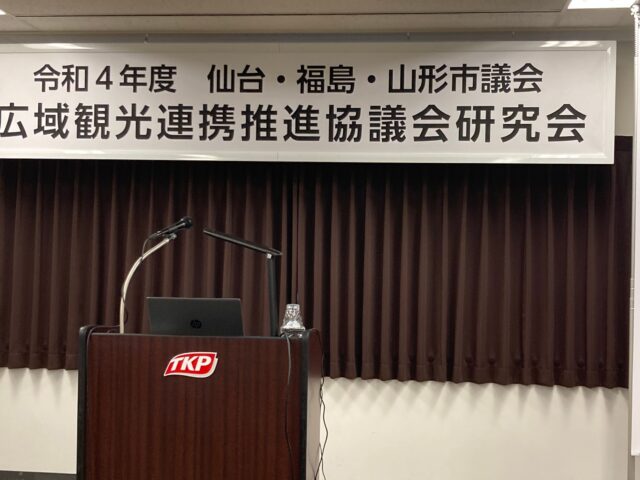 令和４年度　仙台・福島・山形市議会
広域観光連携推進協議会研究会
TKP
hp